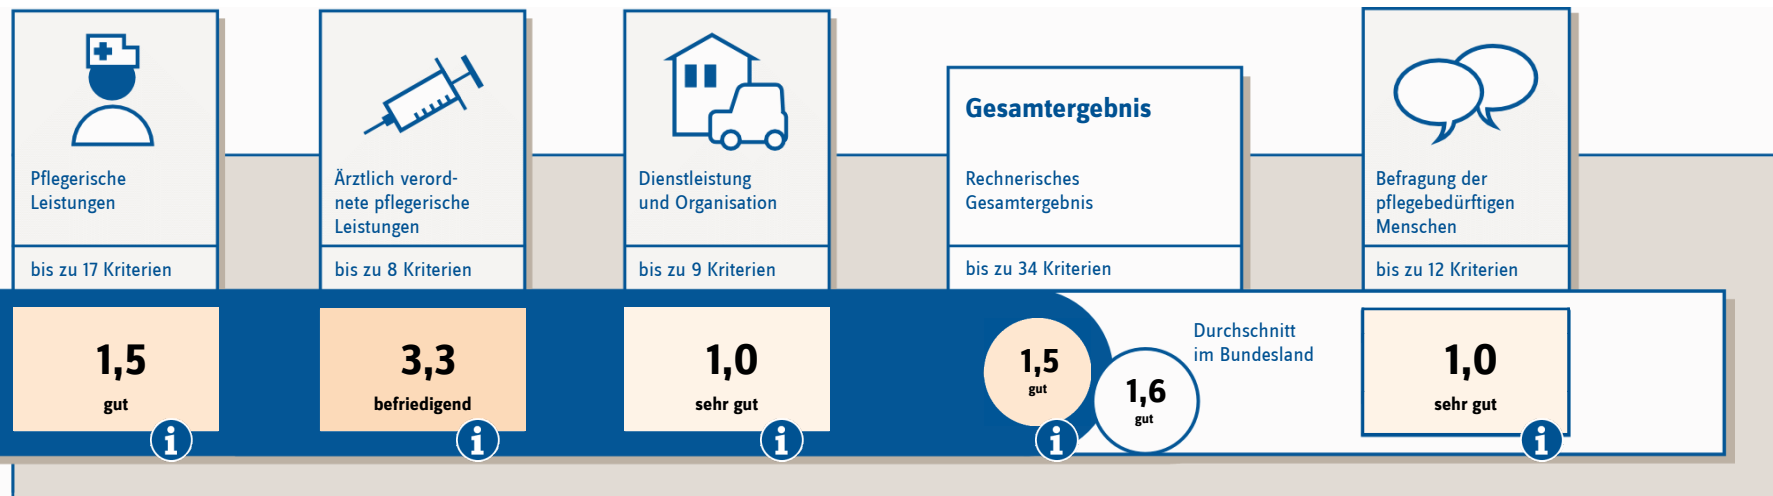 Pflegerische
Leistungen
bis zu 17 Kriterien
1,5
gut
Ärztlich verord-
nete pflegerische
Leistungen
bis zu 8 Kriterien
3,3
befriedigend
Dienstleistung
und Organisation
bis zu 9 Kriterien
1,0
sehr gut
Gesamtergebnis
Rechnerisches
Gesamtergebnis
bis zu 34 Kriterien
1,5
gut
1,6
gut
Durchschnitt
im Bundesland
Befragung der
pflegebedürftigen
Menschen
bis zu 12 Kriterien
1,0
sehr gut